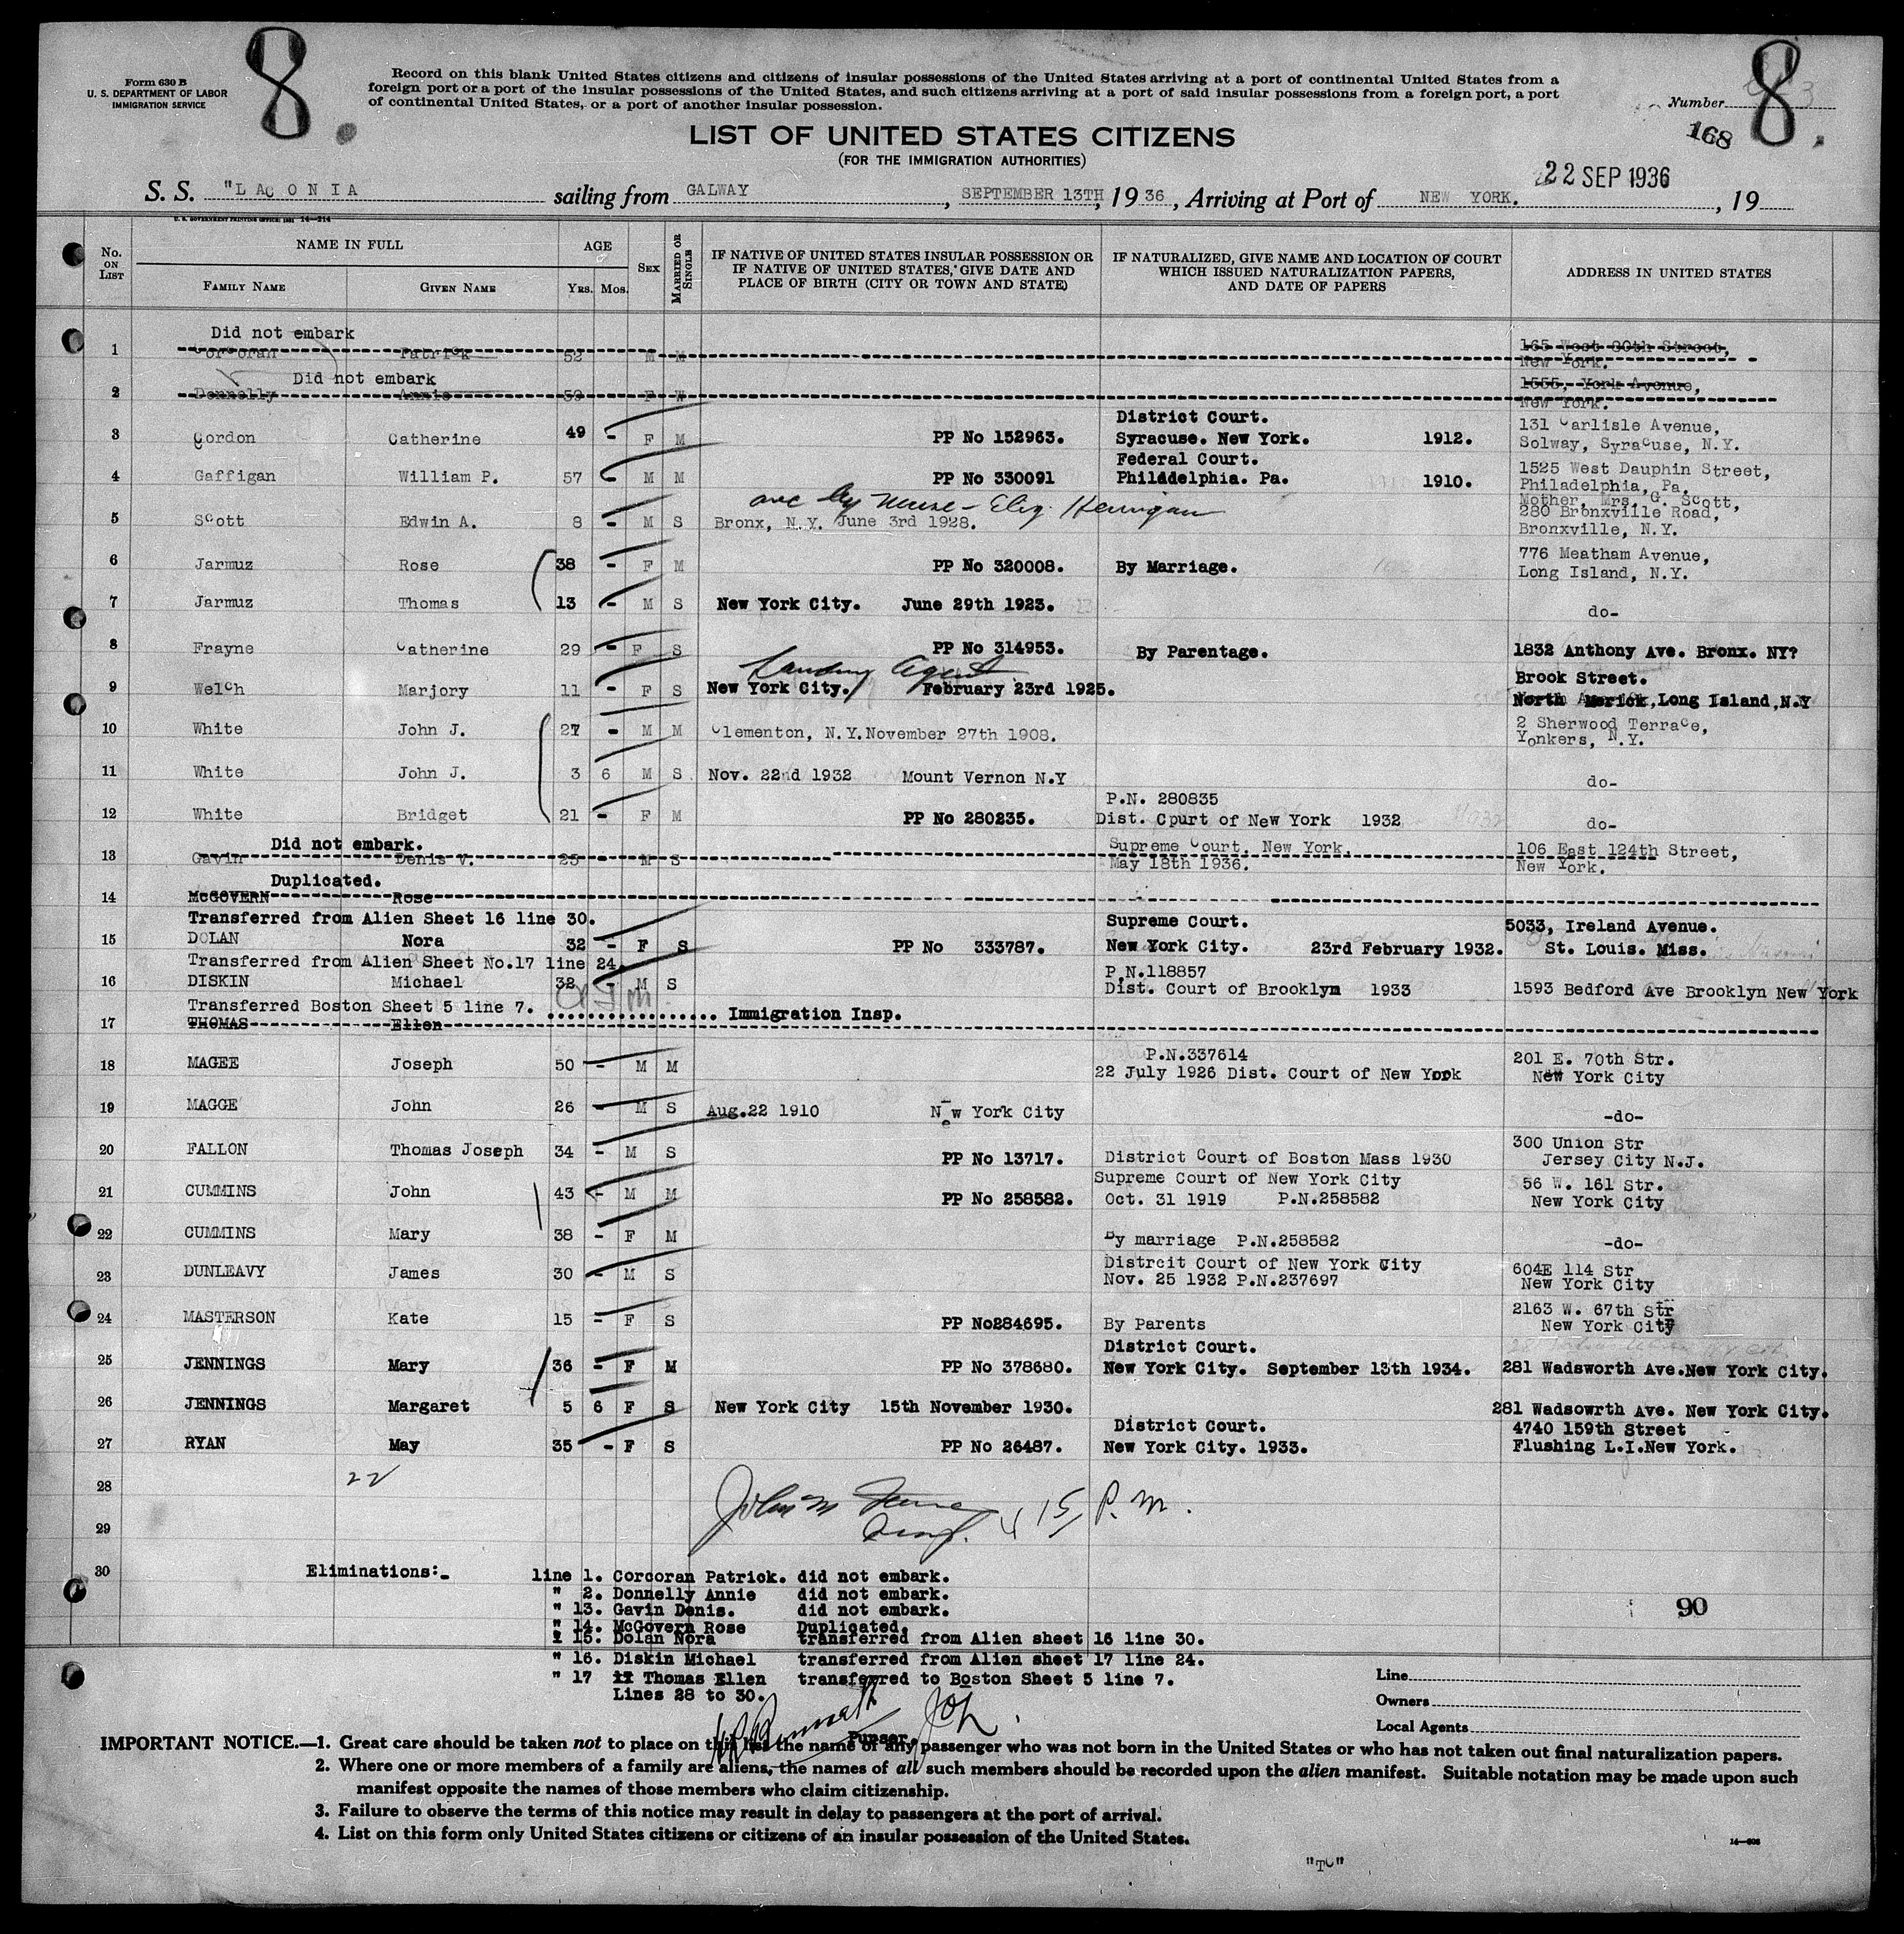 8.
Form 630 B
U. S. DEPARTMENT OF LABOR
IMMIGRATION SERVICE
Record on this blank United States citizens and citizens of insular possessions of the United States arriving at a port of continental United States from a
foreign port or a port of the insular possessions of the United States, and such citizens arriving at a port of said insular possessions from a foreign port, a port
of continental United States, or a port of another insular possession.
Number
8.
168
LIST OF UNITED STATES CITIZENS
(FOR THE IMMIGRATION AUTHORITIES)
S. S. "LACONIA sailing from GALWAY, SEPTEMBER 13TH, 1936, Arriving at Port of NEW YORK. 22 SEP 1936, 19
U. S. GOVERNMENT PRINTING OFFICE: 1931 14—214
No. ON LIST NAME IN FULL AGE SEX MARRIED OR SINGLE IF NATIVE OF UNITED STATES INSULAR POSSESSION OR IF NATIVE OF UNITED STATES, GIVE DATE AND PLACE OF BIRTH (CITY OR TOWN AND STATE) IF NATURALIZED, GIVE NAME AND LOCATION OF COURT WHICH ISSUED NATURALIZATION PAPERS, AND DATE OF PAPERS ADDRESS IN UNITED STATES
FAMILY NAME GIVEN NAME YRS. MOS.
Did not embark
1 Corcoran Patrick 52 M M 165 West 80th Street,
New York.
Did not embark
2 Donnelly Annie 59 F W 1555, York Avenue,
New York.
District Court.
3 Gordon Catherine 49 - F M PP No 152963. Syracuse. New York. 1912. 131 Carlisle Avenue,
Solway, Syracuse, N.Y.
Federal Court.
4 Gaffigan William P. 57 - M M PP No 330091 Philadelphia. Pa. 1910. 1525 West Dauphin Street,
Philadelphia, Pa.
by Nurse - Eliz. Hannigan
Mother, Mrs. G. Scott,
5 Scott Edwin A. 8 - M S Bronx, N.Y. June 3rd 1928. 280 Bronxville Road,
Bronxville, N.Y.
6 Jarmuz Rose 38 - F M PP No 320008. By Marriage. 776 Meatham Avenue,
Long Island, N.Y.
7 Jarmuz Thomas 13 - M S New York City. June 29th 1923. do-
8 Frayne Catherine 29 - F S PP No 314953. By Parentage. 1832 Anthony Ave. Bronx. NY?
Landing Agent
Brook Street.
9 Welch Marjory 11 - F S New York City. February 23rd 1925. North Merick, Long Island, N.Y
10 White John J. 27 - M M Clementon, N.Y. November 27th 1908. 2 Sherwood Terrace,
Yonkers, N.Y.
11 White John J. 3 6 M S Nov. 22nd 1932 Mount Vernon N.Y do-
P.N. 280835
12 White Bridget 21 - F M PP No 280235. Dist. Cpurt of New York 1932 do-
Did not embark.
13 Gavin Denis V. 25 - M S Supreme Court, New York. 106 East 124th Street,
May 18th 1936. New York.
Duplicated.
14 McGOVERN Rose
Transferred from Alien Sheet 16 line 30. Supreme Court. 5033, Ireland Avenue.
15 DOLAN Nora 32 - F S PP No 333787. New York City. 23rd February 1932. St. Louis. Miss.
Transferred from Alien Sheet No.17 line 24.
P.N.118857
16 DISKIN Michael 32 - M S Dist. Court of Brooklyn 1933 1593 Bedford Ave Brooklyn New York
Transferred Boston Sheet 5 line 7. .................... Immigration Insp.
17 THOMAS Ellen
P.N.337614
18 MAGEE Joseph 50 - M M 22 July 1926 Dist. Court of New York 201 E. 70th Str.
New York City
19 MAGGE John 26 - M S Aug.22 1910 New York City -do-
20 FALLON Thomas Joseph 34 - M S PP No 13717. District Court of Boston Mass 1930 300 Union Str
Jersey City N.J.
Supreme Court of New York City
21 CUMMINS John 43 - M M PP No 258582. Oct. 31 1919 P.N.258582 56 W. 161 Str.
New York City
22 CUMMINS Mary 38 - F M By marriage P.N.258582 -do-
Distrcit Court of New York City
23 DUNLEAVY James 30 - M S Nov. 25 1932 P.N.237697 604E 114 Str
New York City
24 MASTERSON Kate 15 - F S PP No284695. By Parents 2163 W. 67th Str
New York City
District Court.
25 JENNINGS Mary 36 - F M PP No 378680. New York City. September 13th 1934. 281 Wadsworth Ave.New York City.
26 JENNINGS Margaret 5 6 F S New York City 15th November 1930. 281 Wadsowrth Ave. New York City.
District Court. 4740 159th Street
27 RYAN May 35 - F S PP No 26487. New York City. 1933. Flushing L.I.New York.
28 22
4 15 P.M.
29
30 Eliminations:-
line 1. Corcoran Patrick. did not embark.
" 2. Donnelly Annie did not embark.
" 13. Gavin Denis. did not embark.
" 14. McGovern Rose Duplicated.
" 15. Dolan Nora transferred from Alien sheet 16 line 30.
" 16. Diskin Michael transferred from Alien sheet 17 line 24.
" 17 Thomas Ellen transferred to Boston Sheet 5 line 7.
Lines 28 to 30.
90
Purser.
Line
Owners
Local Agents
IMPORTANT NOTICE.—1. Great care should be taken not to place on this list the name of any passenger who was not born in the United States or who has not taken out final naturalization papers.
2. Where one or more members of a family are aliens, the names of all such members should be recorded upon the alien manifest. Suitable notation may be made upon such
manifest opposite the names of those members who claim citizenship.
3. Failure to observe the terms of this notice may result in delay to passengers at the port of arrival.
4. List on this form only United States citizens or citizens of an insular possession of the United States.
14—608
"TC"